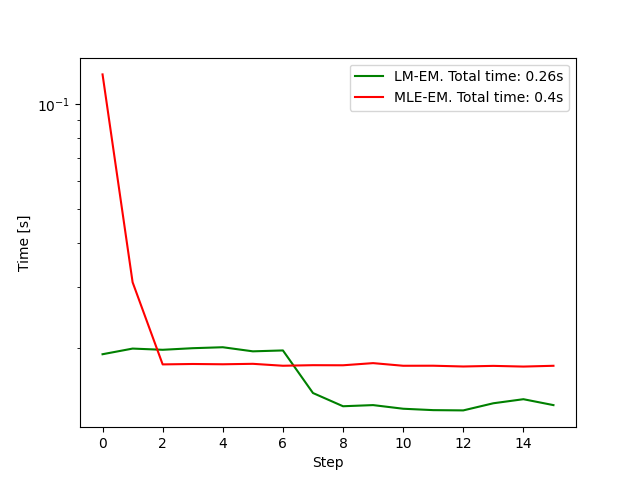 LM-EM. Total time: 0.26s
MLE-EM. Total time: 0.4s
10⁻¹
Time [s]
0 2 4 6 8 10 12 14
Step